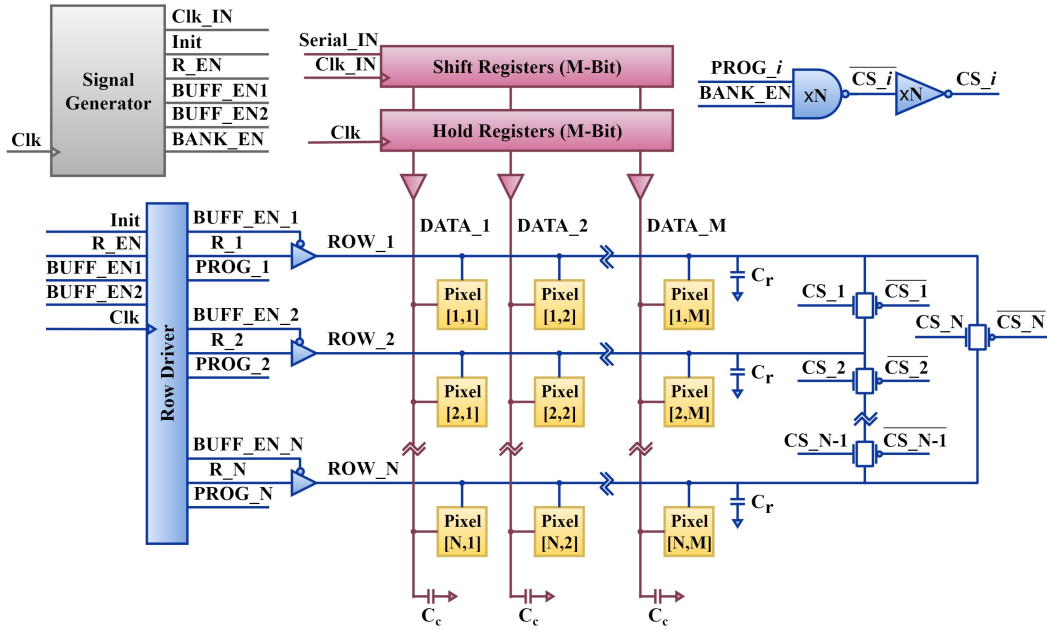 Signal
Generator
Clk
Clk_IN
Init
R_EN
BUFF_EN1
BUFF_EN2
BANK_EN
Serial_IN
Clk_IN
Shift Registers (M-Bit)
Clk
Hold Registers (M-Bit)
PROG_i
BANK_EN
xN
CS_i
xN
CS_i
DATA_1
DATA_2
DATA_M
Init
R_EN
BUFF_EN1
BUFF_EN2
Clk
Row Driver
BUFF_EN_1
R_1
PROG_1
ROW_1
BUFF_EN_2
R_2
PROG_2
ROW_2
BUFF_EN_N
R_N
PROG_N
ROW_N
Pixel
[1,1]
Pixel
[1,2]
Pixel
[1,M]
Cr
Pixel
[2,1]
Pixel
[2,2]
Pixel
[2,M]
Cr
Pixel
[N,1]
Pixel
[N,2]
Pixel
[N,M]
Cr
CS_1
CS_1
CS_N
CS_N
CS_2
CS_2
CS_N-1
CS_N-1
Cc
Cc
Cc